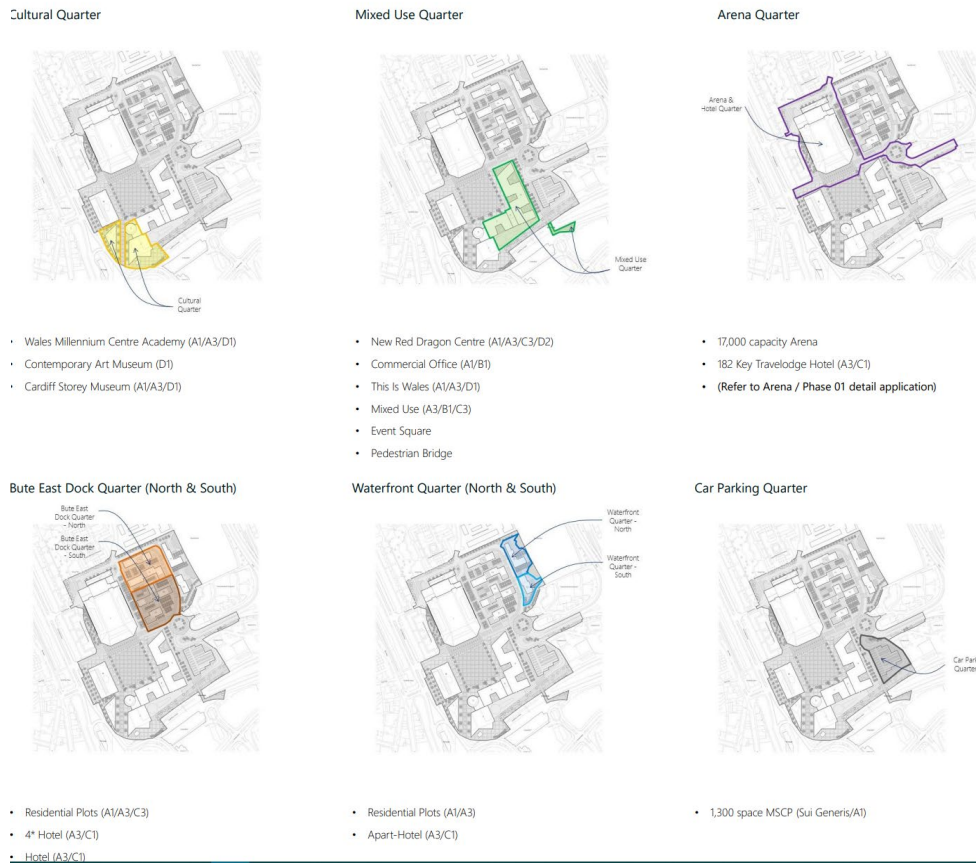 Cultural Quarter
Mixed Use Quarter
Arena Quarter
Cultural
Quarter
Mixed Use
Quarter
Arena &
Hotel Quarter
• Wales Millennium Centre Academy (A1/A3/D1)
• Contemporary Art Museum (D1)
• Cardiff Storey Museum (A1/A3/D1)
• New Red Dragon Centre (A1/A3/C3/D2)
• Commercial Office (A1/B1)
• This Is Wales (A1/A3/D1)
• Mixed Use (A3/B1/C3)
• Event Square
• Pedestrian Bridge
• 17,000 capacity Arena
• 182 Key Travelodge Hotel (A3/C1)
• (Refer to Arena / Phase 01 detail application)
Bute East Dock Quarter (North & South)
Waterfront Quarter (North & South)
Car Parking Quarter
Bute East
Dock Quarter
- North
Bute East
Dock Quarter
- South
Waterfront
Quarter -
North
Waterfront
Quarter -
South
Car Park
Quarter
• Residential Plots (A1/A3/C3)
• 4* Hotel (A3/C1)
• Hotel (A3/C1)
• Residential Plots (A1/A3)
• Apart-Hotel (A3/C1)
• 1,300 space MSCP (Sui Generis/A1)